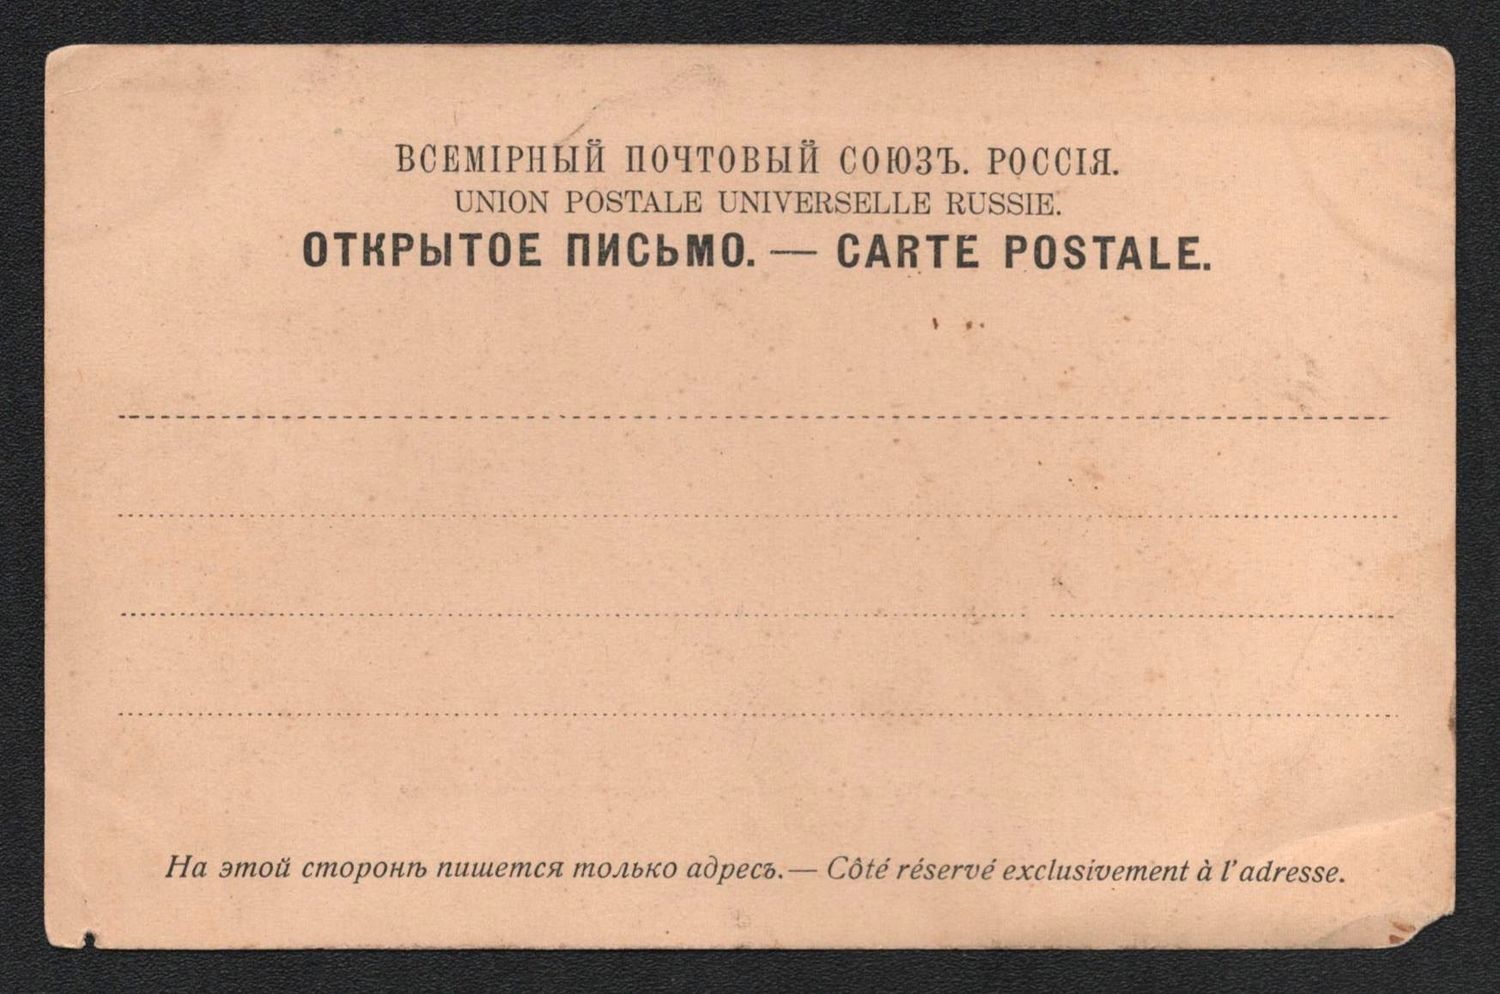 ВСЕМІРНЫЙ ПОЧТОВЫЙ СОЮЗЪ. РОССІЯ.
UNION POSTALE UNIVERSELLE RUSSIE.
ОТКРЫТОЕ ПИСЬМО. — CARTE POSTALE.
На этой сторонѣ пишется только адресъ. — Côté réservé exclusivement à l'adresse.